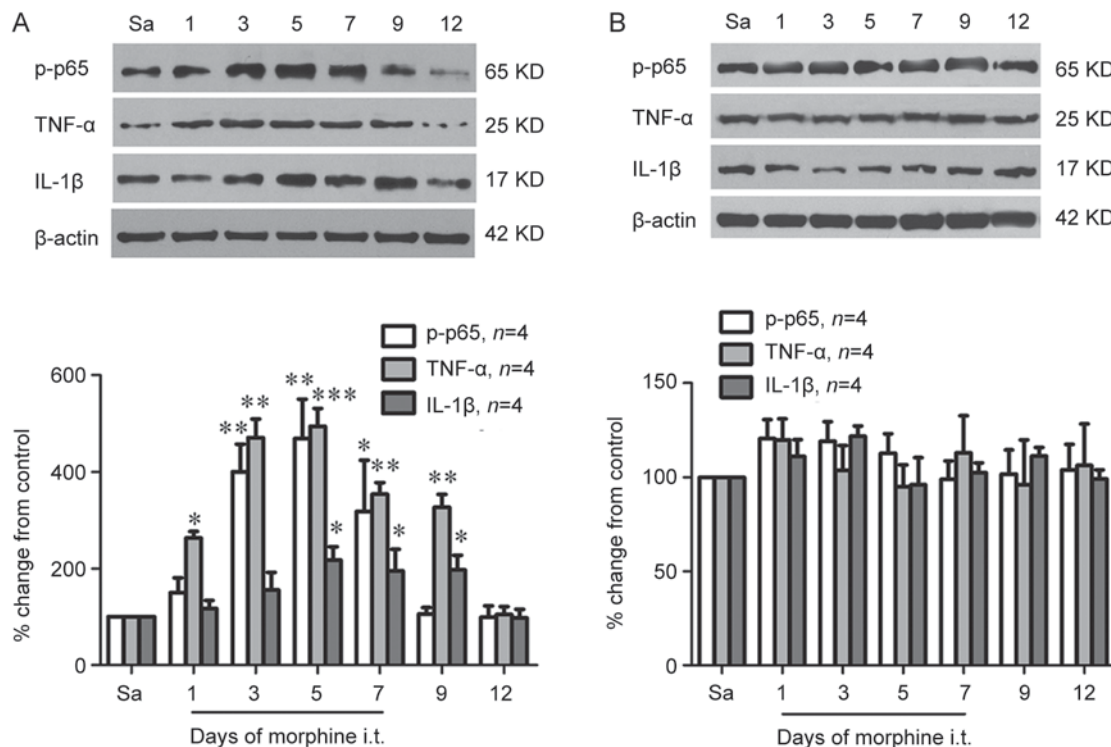 A
Sa 1 3 5 7 9 12
p-p65 65 KD
TNF-α 25 KD
IL-1β 17 KD
β-actin 42 KD
p-p65, n=4
TNF-α, n=4
IL-1β, n=4
% change from control
600
400
200
0
* ** ** ** *** * * ** * ** *
Sa 1 3 5 7 9 12
Days of morphine i.t.
B
Sa 1 3 5 7 9 12
p-p65 65 KD
TNF-α 25 KD
IL-1β 17 KD
β-actin 42 KD
p-p65, n=4
TNF-α, n=4
IL-1β, n=4
% change from control
150
100
50
0
Sa 1 3 5 7 9 12
Days of morphine i.t.